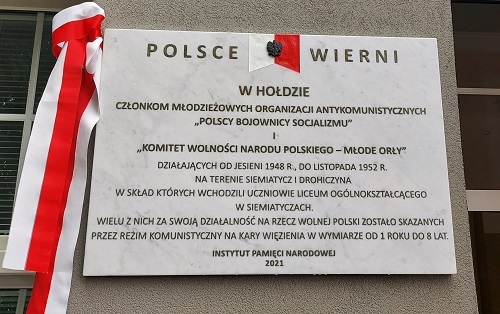 POLSCE WIERNI
W HOŁDZIE
CZŁONKOM MŁODZIEŻOWYCH ORGANIZACJI ANTYKOMUNISTYCZNYCH
„POLSCY BOJOWNICY SOCJALIZMU”
I
„KOMITET WOLNOŚCI NARODU POLSKIEGO – MŁODE ORŁY”
DZIAŁAJĄCYCH OD JESIENI 1948 R., DO LISTOPADA 1952 R.
NA TERENIE SIEMIATYCZ I DROHICZYNA
W SKŁAD KTÓRYCH WCHODZILI UCZNIOWIE LICEUM OGÓLNOKSZTAŁCĄCEGO
W SIEMIATYCZACH.
WIELU Z NICH ZA SWOJĄ DZIAŁALNOŚĆ NA RZECZ WOLNEJ POLSKI ZOSTAŁO SKAZANYCH
PRZEZ REŻIM KOMUNISTYCZNY NA KARY WIĘZIENIA W WYMIARZE OD 1 ROKU DO 8 LAT.
INSTYTUT PAMIĘCI NARODOWEJ
2021